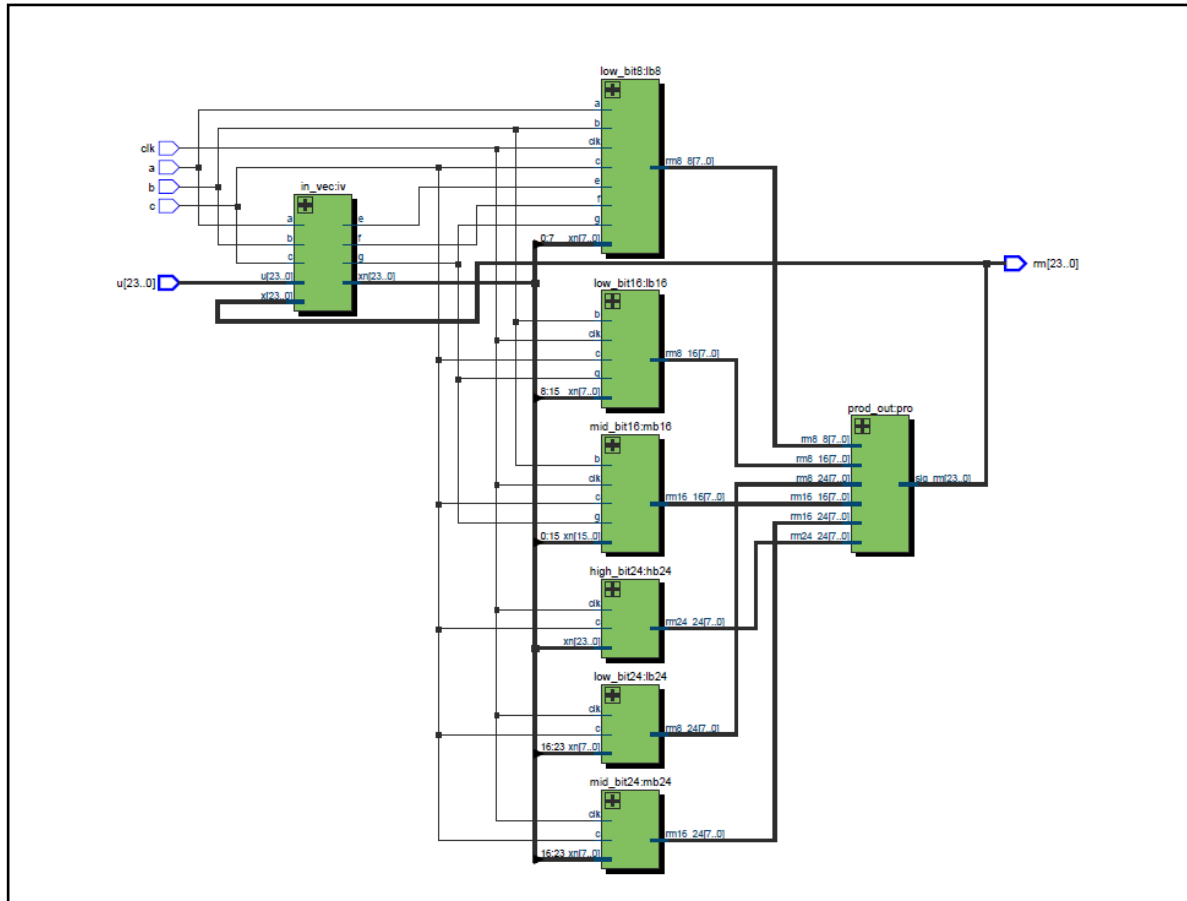 clk
a
b
c
u[23..0]
in_vec:iv
a
b
c
u[23..0]
x[23..0]
e
f
g
xn[23..0]
low_bit8:lb8
a
b
clk
c
e
f
g
0:7 xn[7..0]
rm8_8[7..0]
low_bit16:lb16
b
clk
c
g
8:15 xn[7..0]
rm8_16[7..0]
mid_bit16:mb16
b
clk
c
g
0:15 xn[15..0]
rm16_16[7..0]
high_bit24:hb24
clk
c
xn[23..0]
rm24_24[7..0]
low_bit24:lb24
clk
c
16:23 xn[7..0]
rm8_24[7..0]
mid_bit24:mb24
clk
c
16:23 xn[7..0]
rm16_24[7..0]
prod_out:pro
rm8_8[7..0]
rm8_16[7..0]
rm8_24[7..0]
rm16_16[7..0]
rm16_24[7..0]
rm24_24[7..0]
sig_rm[23..0]
rm[23..0]